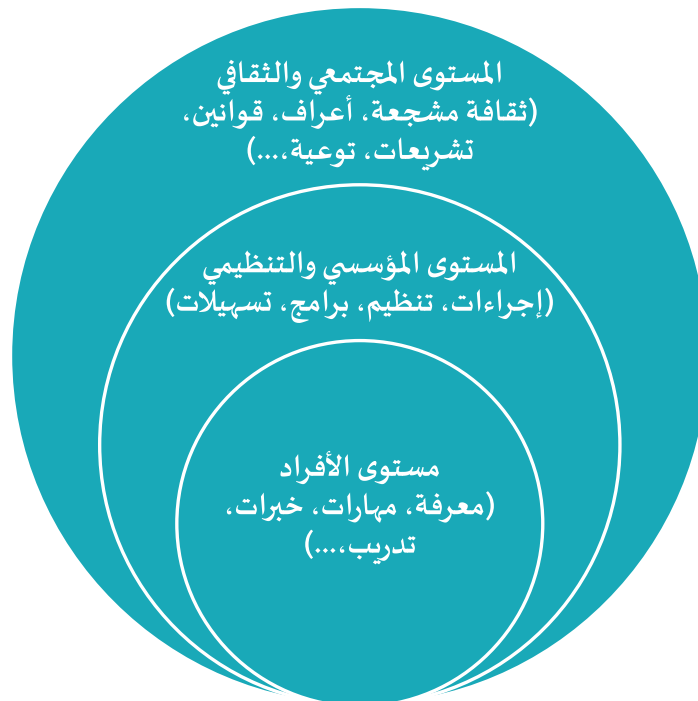 المستوى المجتمعي والثقافي
(ثقافة مشجعة، أعراف، قوانين،
تشريعات، توعية،...)
المستوى المؤسسي والتنظيمي
(إجراءات، تنظيم، برامج، تسهيلات)
مستوى الأفراد
(معرفة، مهارات، خبرات،
تدريب،...)